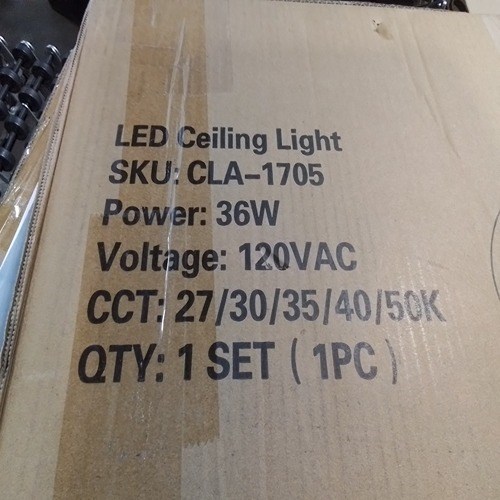 LED Ceiling Light
SKU: CLA-1705
Power: 36W
Voltage: 120VAC
CCT: 27/30/35/40/50K
QTY: 1 SET ( 1PC )